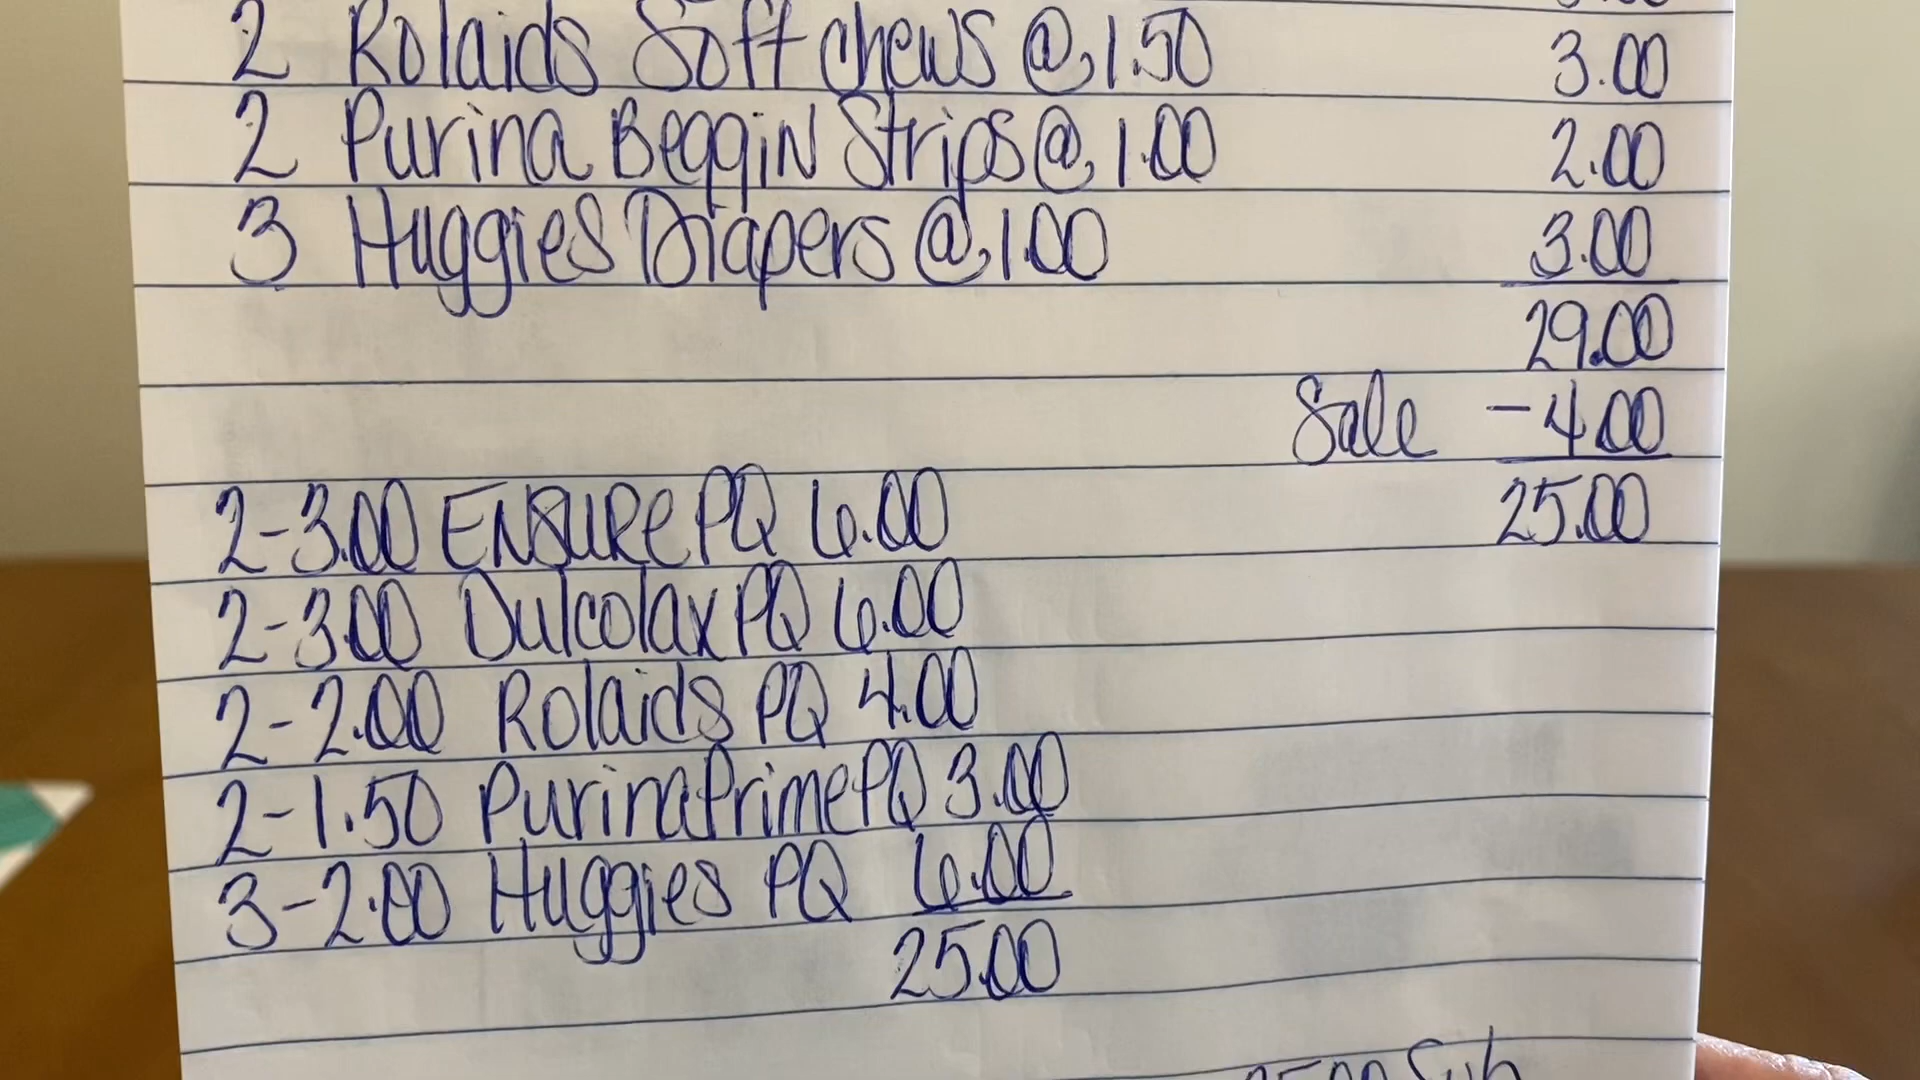 2 Rolaids Soft chews @ 1.50 3.00
2 Purina Beggin Strips @ 1.00 2.00
3 Huggies Diapers @ 1.00 3.00
29.00
Sale -4.00
25.00
2-3.00 Ensure PQ 6.00
2-3.00 Dulcolax PQ 6.00
2-2.00 Rolaids PQ 4.00
2-1.50 Purina Prime PQ 3.00
3-2.00 Huggies PQ 6.00
25.00
25.00 Sub